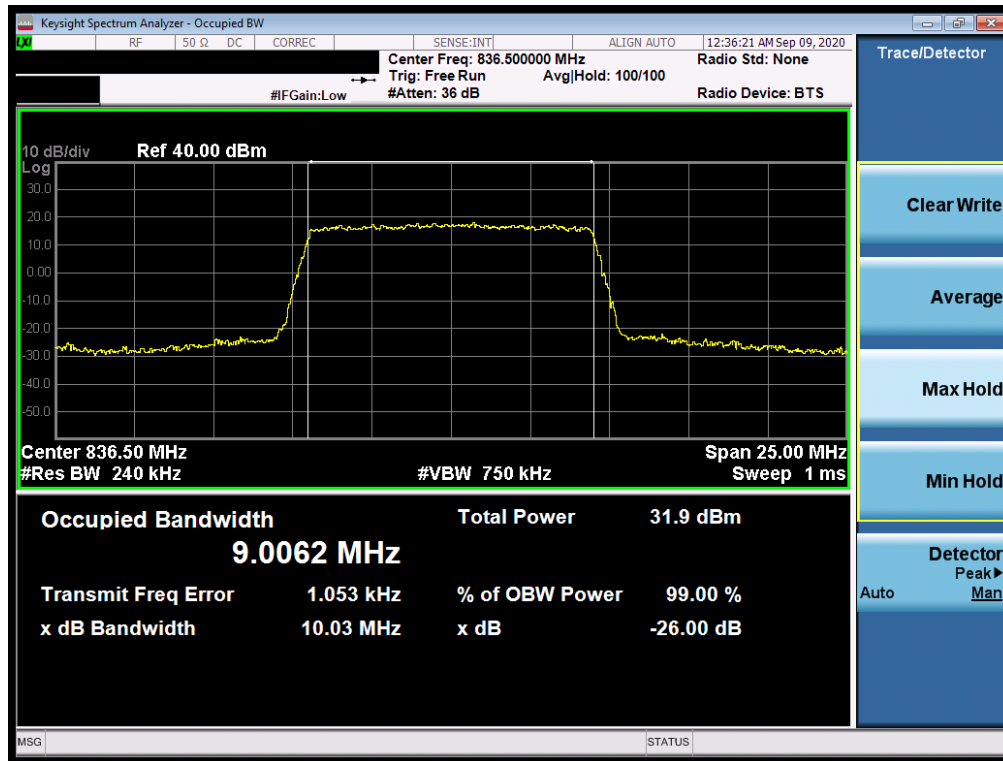 Keysight Spectrum Analyzer - Occupied BW
LXI RF 50 Ω DC CORREC SENSE:INT ALIGN AUTO 12:36:21 AM Sep 09, 2020
Center Freq: 836.500000 MHz Radio Std: None
Trig: Free Run Avg|Hold: 100/100
#IFGain:Low #Atten: 36 dB Radio Device: BTS
Trace/Detector
10 dB/div Ref 40.00 dBm
Log
30.0
20.0
10.0
0.00
-10.0
-20.0
-30.0
-40.0
-50.0
Center 836.50 MHz Span 25.00 MHz
#Res BW 240 kHz #VBW 750 kHz Sweep 1 ms
Occupied Bandwidth Total Power 31.9 dBm
9.0062 MHz
Transmit Freq Error 1.053 kHz % of OBW Power 99.00 %
x dB Bandwidth 10.03 MHz x dB -26.00 dB
Clear Write
Average
Max Hold
Min Hold
Detector
Peak▶
Auto Man
MSG STATUS